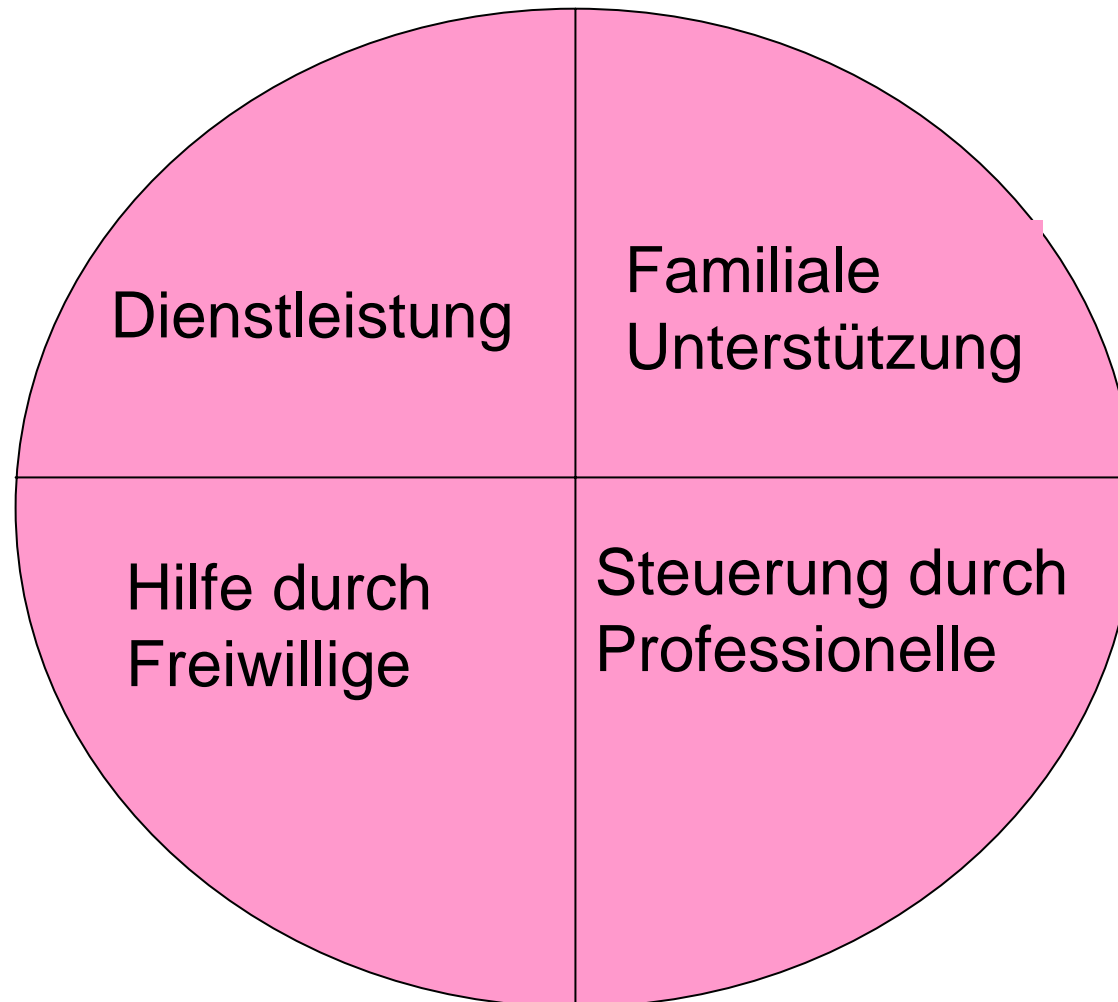 Dienstleistung
Familiale
Unterstützung
Hilfe durch
Freiwillige
Steuerung durch
Professionelle